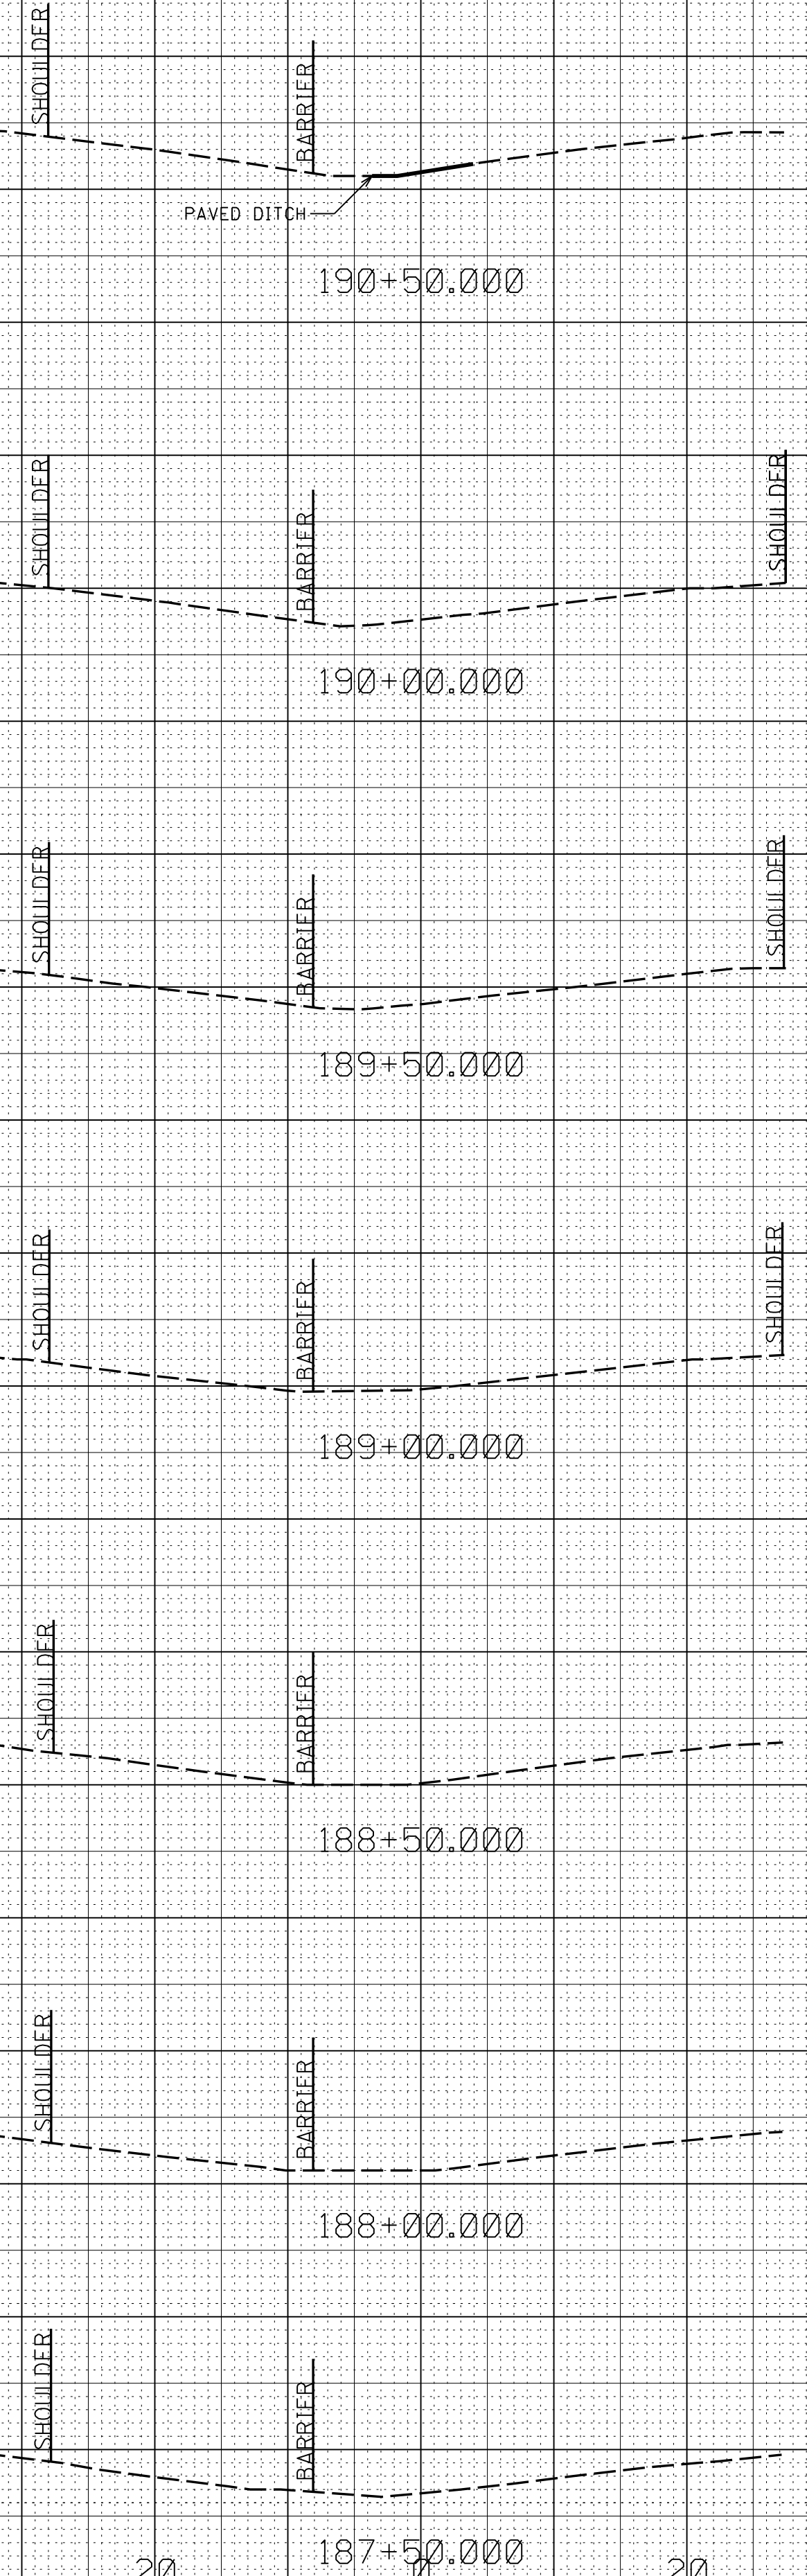 SHOULDER
BARRIER
PAVED DITCH
190+50.000
SHOULDER
BARRIER
SHOULDER
190+00.000
SHOULDER
BARRIER
SHOULDER
189+50.000
SHOULDER
BARRIER
SHOULDER
189+00.000
SHOULDER
BARRIER
188+50.000
SHOULDER
BARRIER
188+00.000
SHOULDER
BARRIER
187+50.000
20
0
20